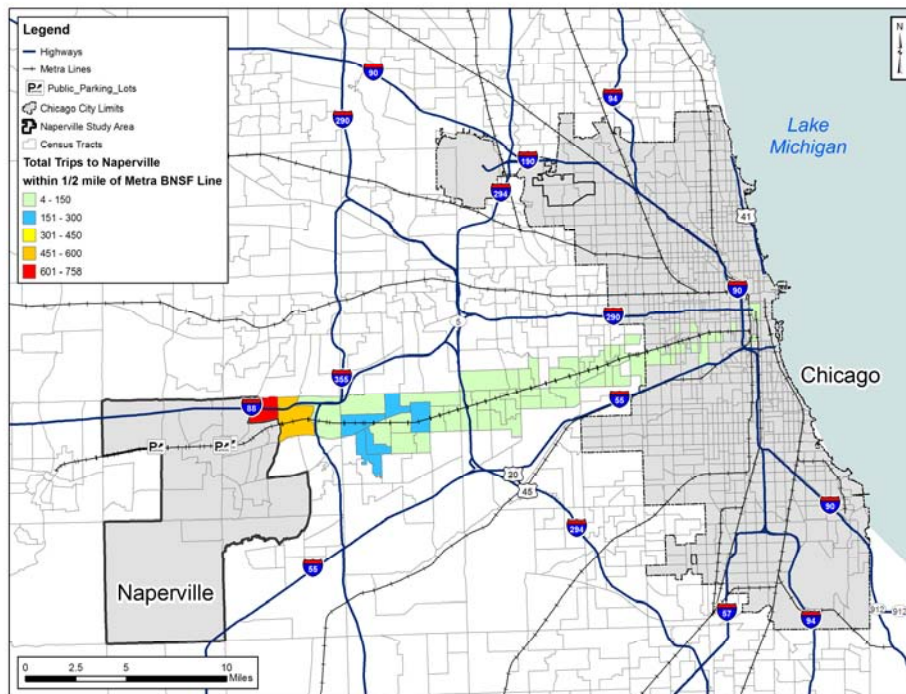 Legend
Highways
Metra Lines
P Public_Parking_Lots
Chicago City Limits
Naperville Study Area
Census Tracts
Total Trips to Naperville
within 1/2 mile of Metra BNSF Line
4 - 150
151 - 300
301 - 450
451 - 600
601 - 758
N
90
94
290
Lake
Michigan
190
294
41
90
290
6
355
Chicago
88
55
P
P
20
45
294
90
55
Naperville
57
94
912
912
0 2.5 5 10
Miles